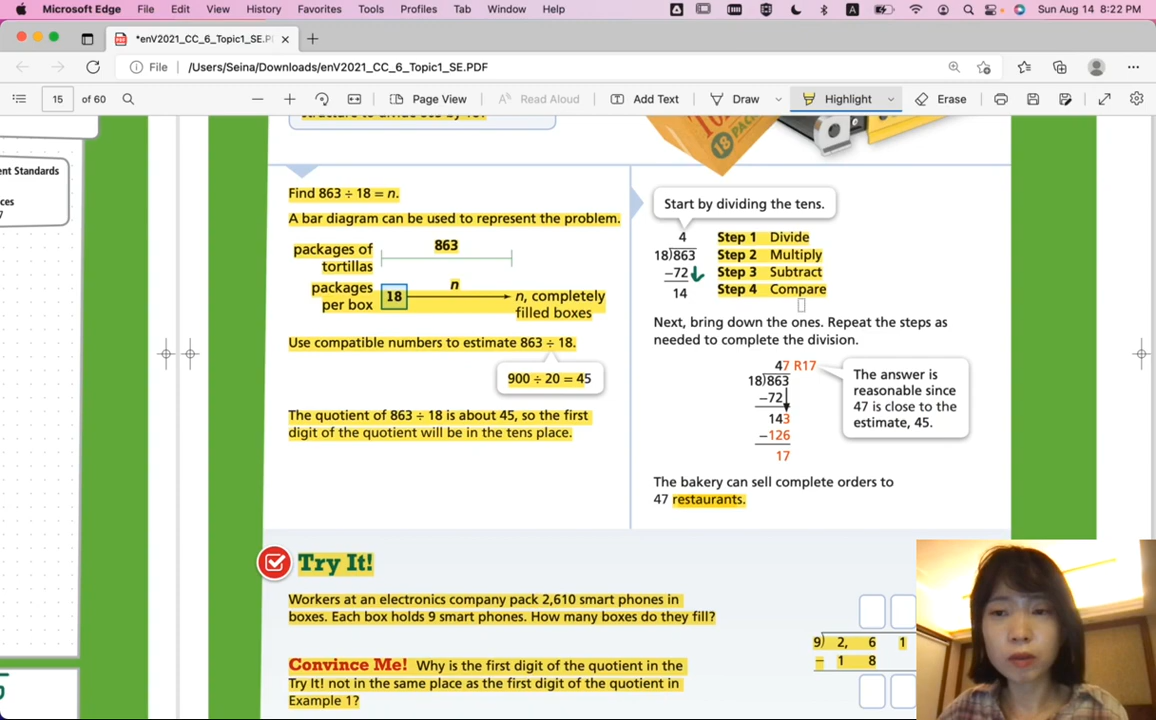 Microsoft Edge File Edit View History Favorites Tools Profiles Tab Window Help A Sun Aug 14 8:22 PM
*enV2021_CC_6_Topic1_SE.P
File /Users/Seina/Downloads/enV2021_CC_6_Topic1_SE.PDF
15 of 60 Page View Read Aloud Add Text Draw Highlight Erase
18 PAC
ent Standards
ces
7
Find 863 ÷ 18 = n.
A bar diagram can be used to represent the problem.
packages of
tortillas
863
packages
per box
18
n
n, completely
filled boxes
Use compatible numbers to estimate 863 ÷ 18.
900 ÷ 20 = 45
The quotient of 863 ÷ 18 is about 45, so the first
digit of the quotient will be in the tens place.
Start by dividing the tens.
4
18)863
−72
14
Step 1 Divide
Step 2 Multiply
Step 3 Subtract
Step 4 Compare
Next, bring down the ones. Repeat the steps as
needed to complete the division.
47 R17
18)863
−72
143
−126
17
The answer is
reasonable since
47 is close to the
estimate, 45.
The bakery can sell complete orders to
47 restaurants.
Try It!
Workers at an electronics company pack 2,610 smart phones in
boxes. Each box holds 9 smart phones. How many boxes do they fill?
9)2, 6 1
− 1 8
Convince Me! Why is the first digit of the quotient in the
Try It! not in the same place as the first digit of the quotient in
Example 1?